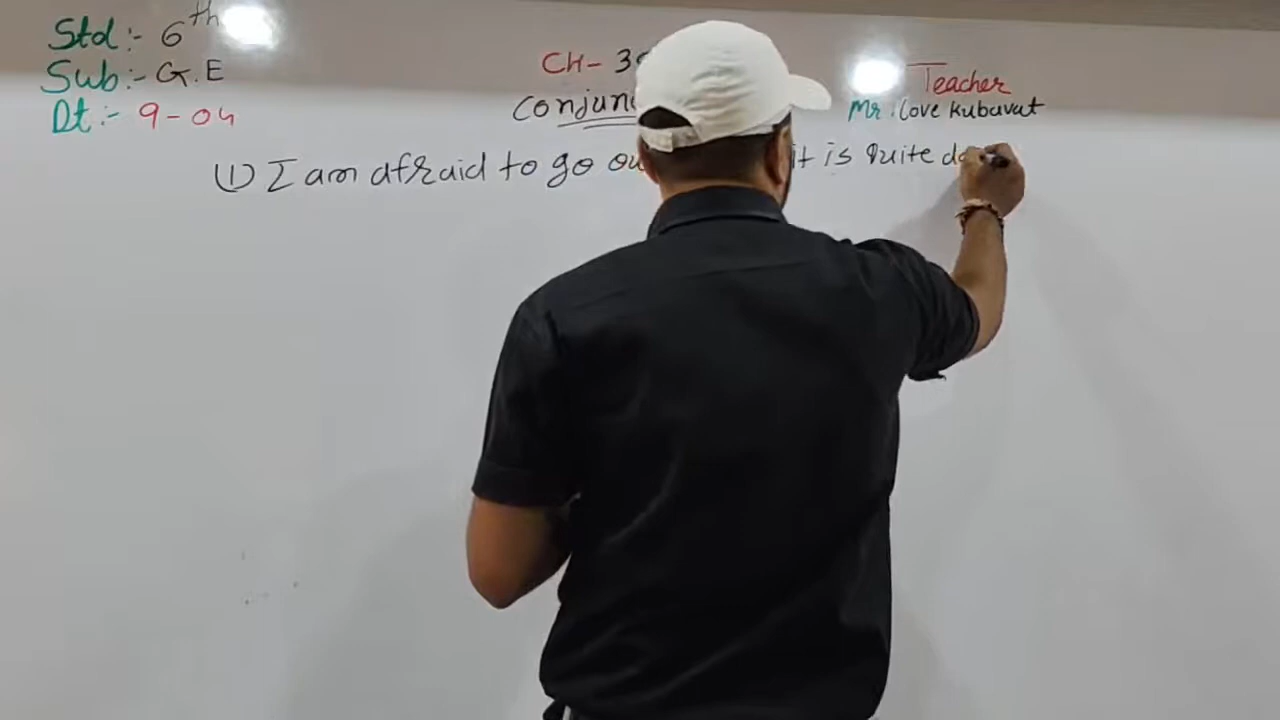 Std :- 6th
Sub :- G.E
Dt :- 9-04
CH-
Teacher
Mr. Love Kubavat
(1) I am afraid to go it is quite